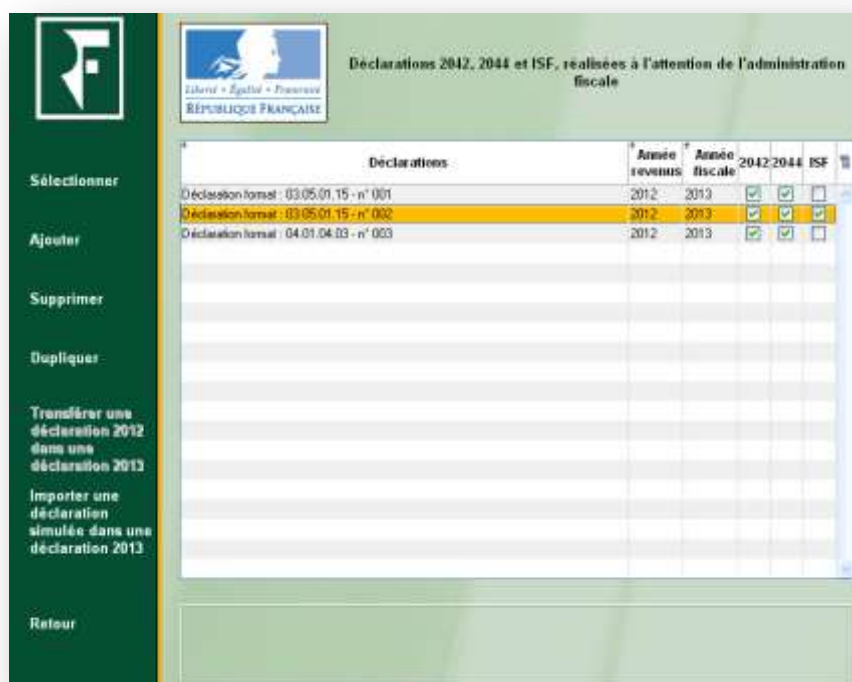 Liberté • Égalité • Fraternité
RÉPUBLIQUE FRANÇAISE
Déclarations 2042, 2044 et ISF, réalisées à l'attention de l'administration
fiscale
Sélectionner
Ajouter
Supprimer
Dupliquer
Transférer une
déclaration 2012
dans une
déclaration 2013
Importer une
déclaration
simulée dans une
déclaration 2013
Retour
Déclarations Année revenus Année fiscale 2042 2044 ISF
Déclaration format : 03.05.01.15 - n° 001 2012 2013
Déclaration format : 03.05.01.15 - n° 002 2012 2013
Déclaration format : 04.01.04.03 - n° 003 2012 2013